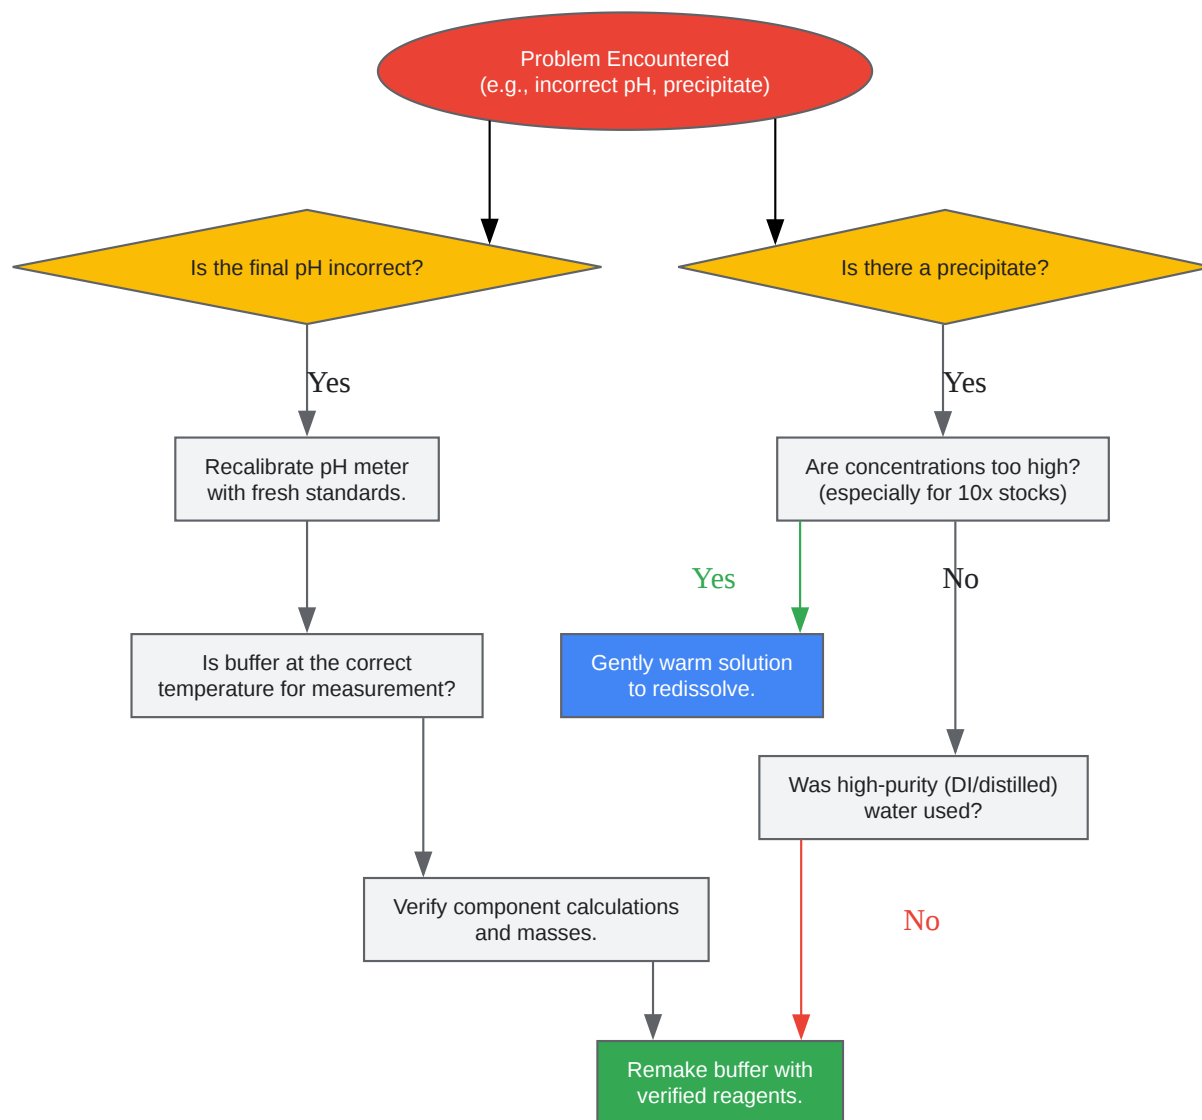 Problem Encountered
(e.g., incorrect pH, precipitate)
Is the final pH incorrect?
Is there a precipitate?
Yes
Yes
Recalibrate pH meter
with fresh standards.
Are concentrations too high?
(especially for 10x stocks)
Yes
No
Is buffer at the correct
temperature for measurement?
Gently warm solution
to redissolve.
Was high-purity (DI/distilled)
water used?
Verify component calculations
and masses.
No
Remake buffer with
verified reagents.